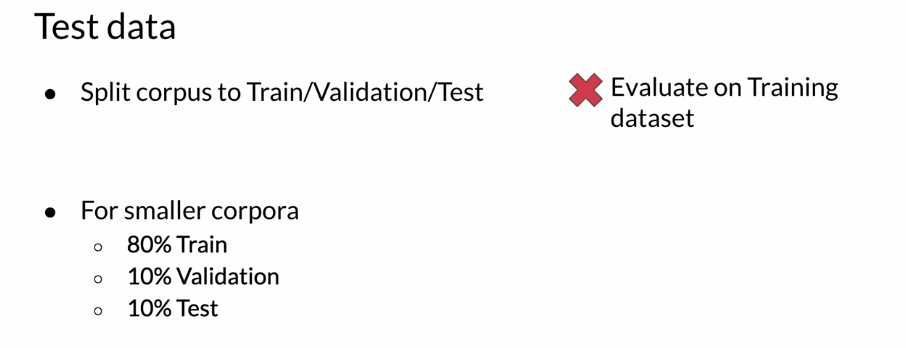 Test data
● Split corpus to Train/Validation/Test
Evaluate on Training
dataset
● For smaller corpora
○ 80% Train
○ 10% Validation
○ 10% Test